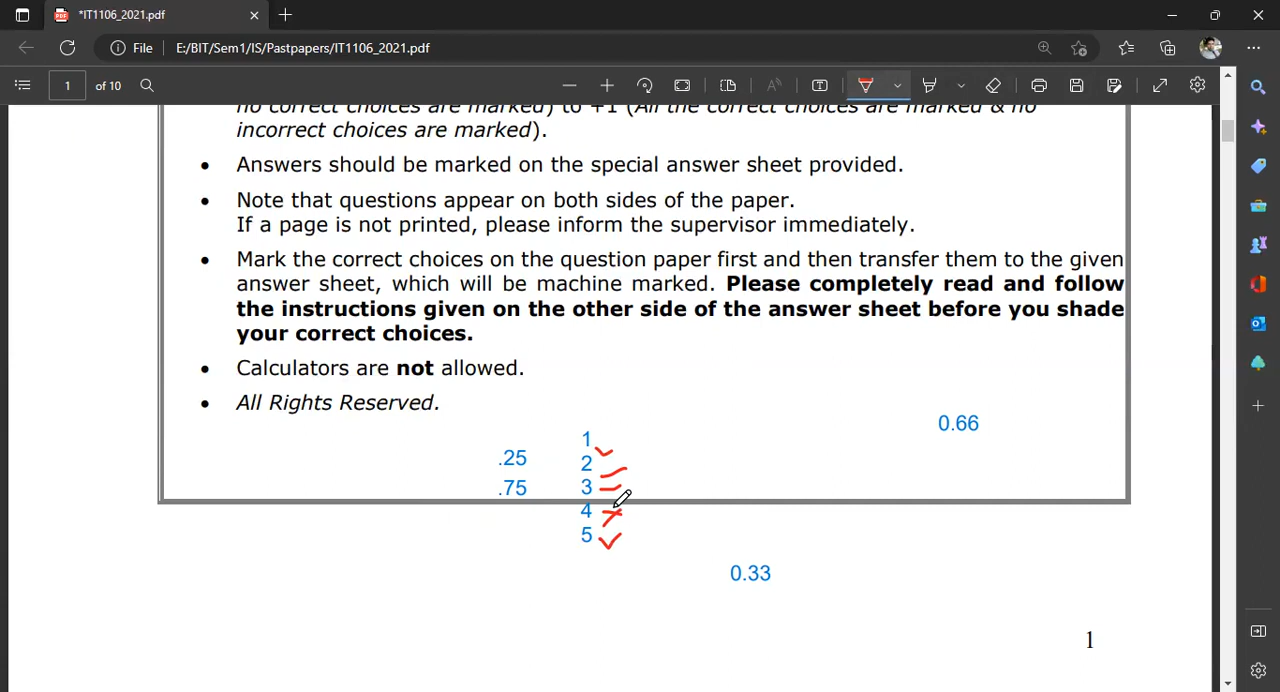 *IT1106_2021.pdf
File E:/BIT/Sem1/IS/Pastpapers/IT1106_2021.pdf
1 of 10
no correct choices are marked) to +1 (All the correct choices are marked & no
incorrect choices are marked).
• Answers should be marked on the special answer sheet provided.
• Note that questions appear on both sides of the paper.
If a page is not printed, please inform the supervisor immediately.
• Mark the correct choices on the question paper first and then transfer them to the given
answer sheet, which will be machine marked. Please completely read and follow
the instructions given on the other side of the answer sheet before you shade
your correct choices.
• Calculators are not allowed.
• All Rights Reserved.
0.66
1
.25
2
.75
3
4
5
0.33
1